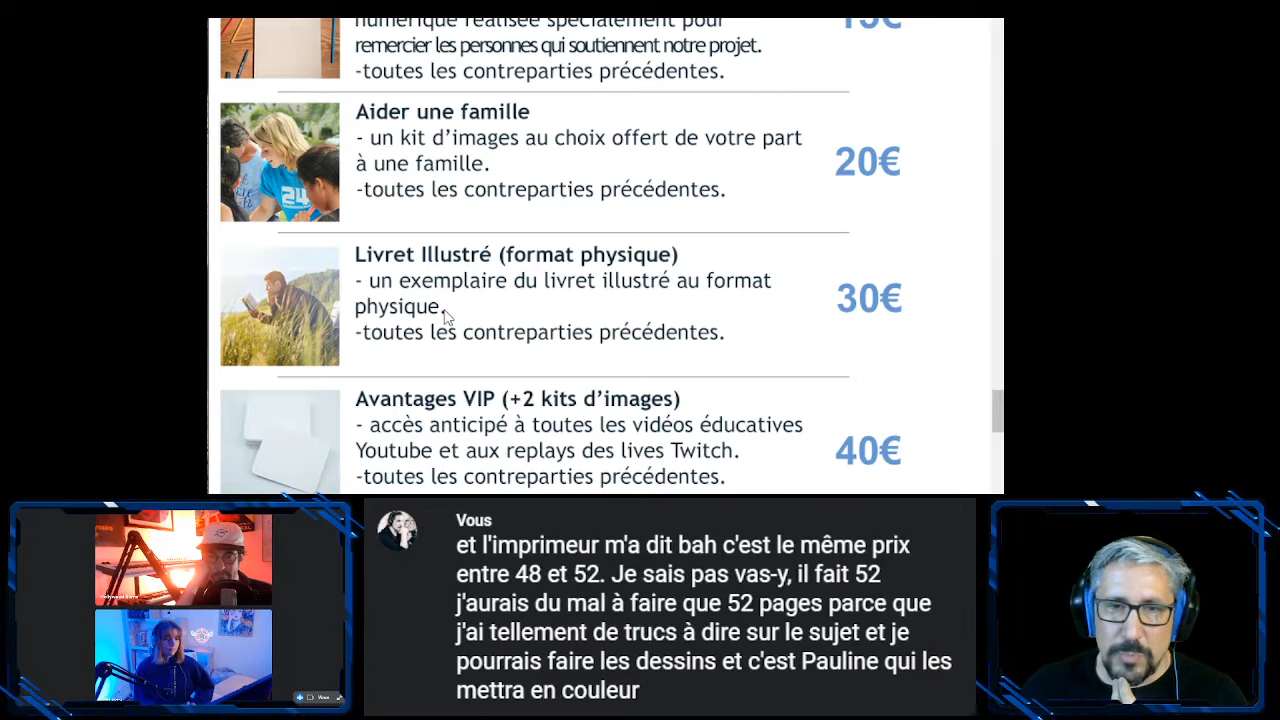 numérique réalisée spécialement pour
15€
remercier les personnes qui soutiennent notre projet.
-toutes les contreparties précédentes.
Aider une famille
- un kit d'images au choix offert de votre part
à une famille.
-toutes les contreparties précédentes.
20€
Livret Illustré (format physique)
- un exemplaire du livret illustré au format
physique.
-toutes les contreparties précédentes.
30€
Avantages VIP (+2 kits d'images)
- accès anticipé à toutes les vidéos éducatives
Youtube et aux replays des lives Twitch.
-toutes les contreparties précédentes.
40€
24
Vous
et l'imprimeur m'a dit bah c'est le même prix
entre 48 et 52. Je sais pas vas-y, il fait 52
j'aurais du mal à faire que 52 pages parce que
j'ai tellement de trucs à dire sur le sujet et je
pourrais faire les dessins et c'est Pauline qui les
mettra en couleur
Vous